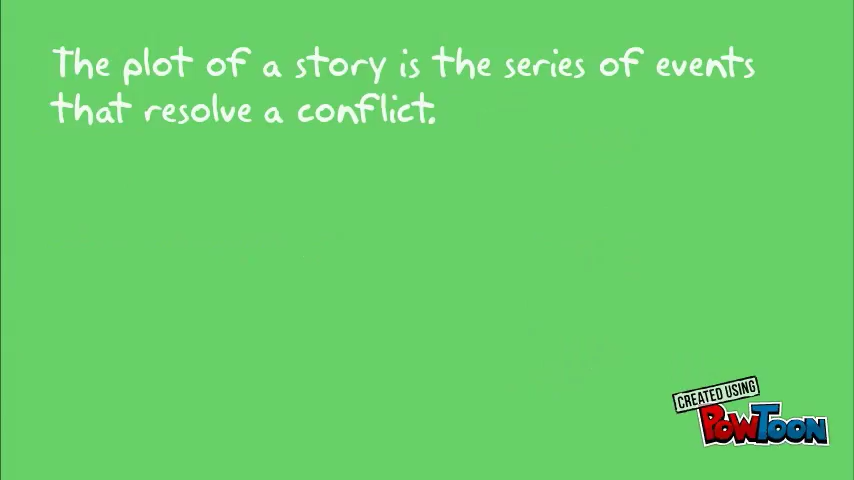 The plot of a story is the series of events
that resolve a conflict.
CREATED USING
POWTOON